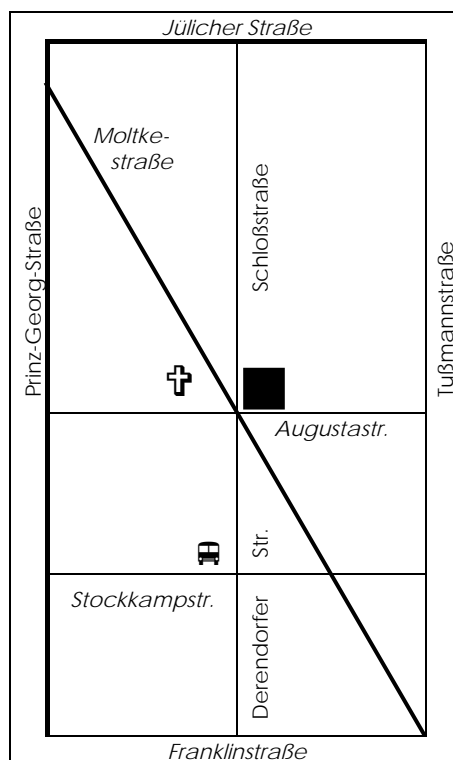 Jülicher Straße
Moltke-
straße
Schloßstraße
Prinz-Georg-Straße
Tußmannstraße
Augustastr.
Str.
Stockkampstr.
Derendorfer
Franklinstraße